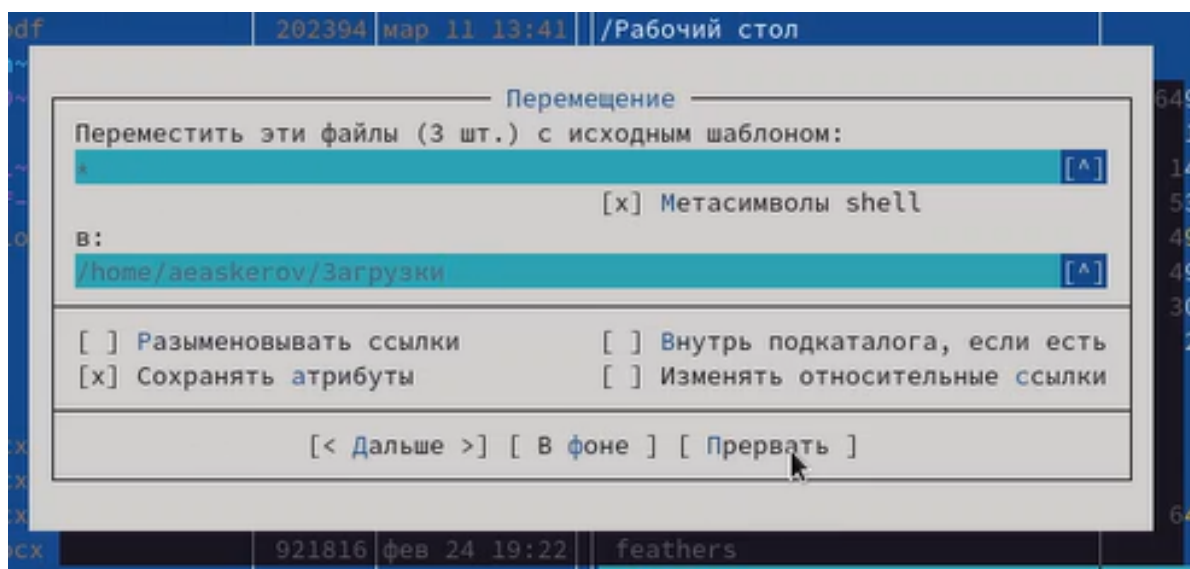 pdf 202394 мар 11 13:41 /Рабочий стол
Перемещение
Переместить эти файлы (3 шт.) с исходным шаблоном:
* [^]
[x] Метасимволы shell
в:
/home/aeaskerov/Загрузки [^]
[ ] Разыменовывать ссылки [ ] Внутрь подкаталога, если есть
[x] Сохранять атрибуты [ ] Изменять относительные ссылки
[< Дальше >] [ В фоне ] [ Прервать ]
921816 фев 24 19:22 feathers